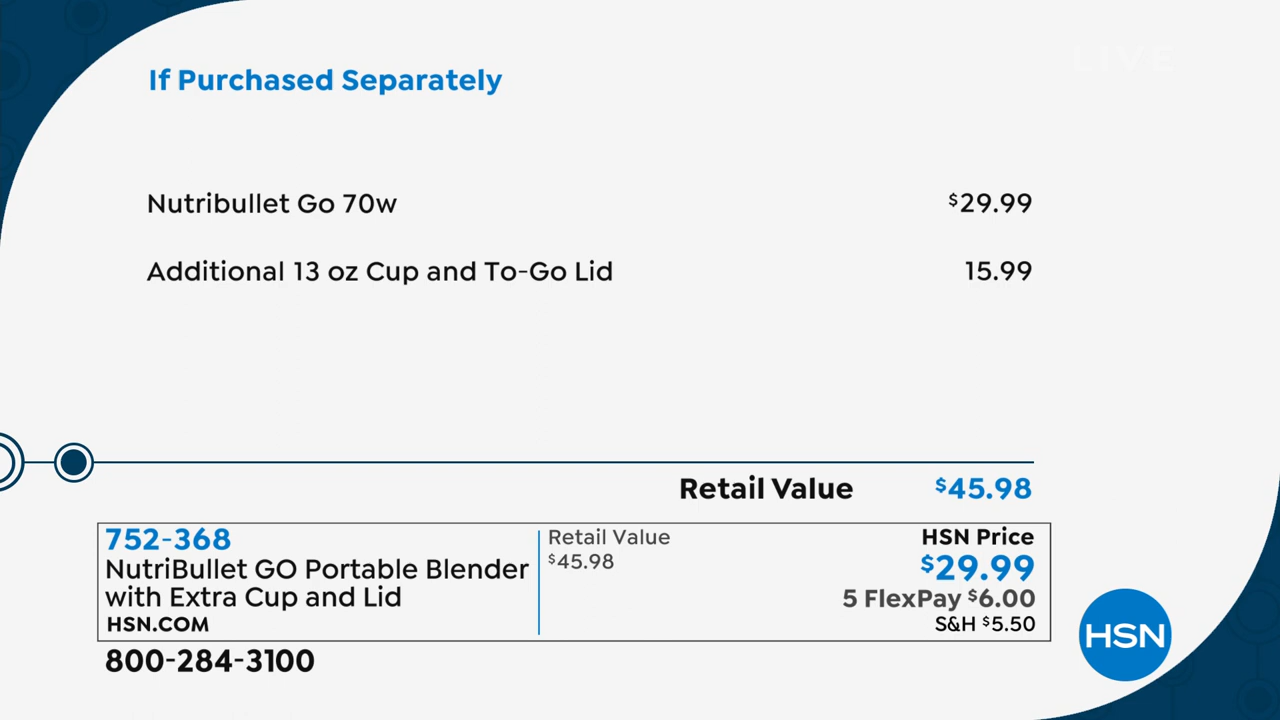 LIVE
If Purchased Separately
Nutribullet Go 70w $29.99
Additional 13 oz Cup and To-Go Lid 15.99
Retail Value $45.98
752-368
NutriBullet GO Portable Blender
with Extra Cup and Lid
HSN.COM
Retail Value
$45.98
HSN Price
$29.99
5 FlexPay $6.00
S&H $5.50
800-284-3100
HSN